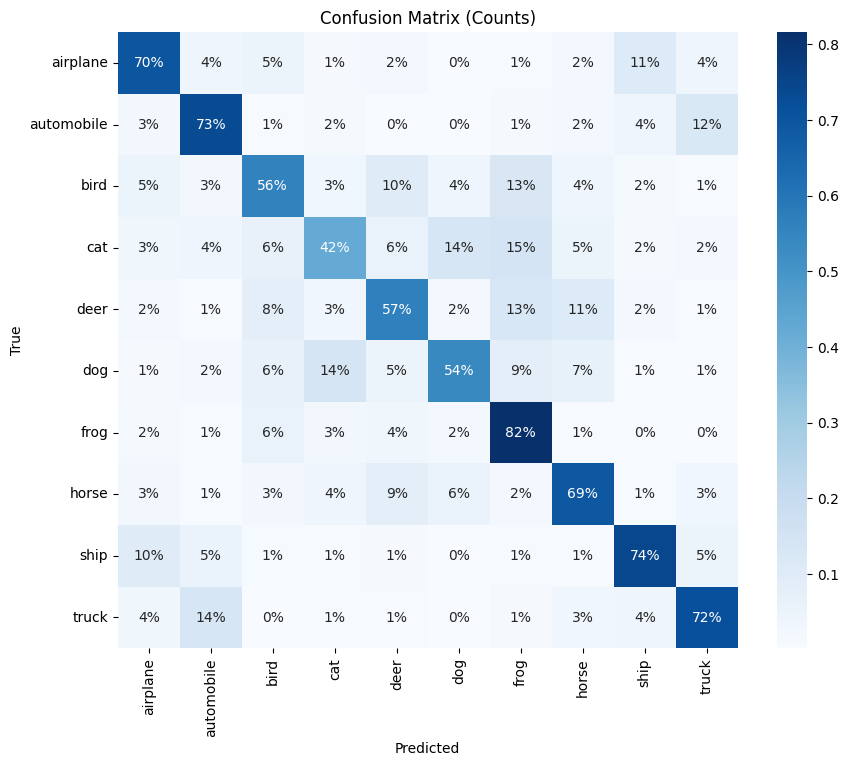 Confusion Matrix (Counts)
airplane 70% 4% 5% 1% 2% 0% 1% 2% 11% 4%
automobile 3% 73% 1% 2% 0% 0% 1% 2% 4% 12%
bird 5% 3% 56% 3% 10% 4% 13% 4% 2% 1%
cat 3% 4% 6% 42% 6% 14% 15% 5% 2% 2%
deer 2% 1% 8% 3% 57% 2% 13% 11% 2% 1%
dog 1% 2% 6% 14% 5% 54% 9% 7% 1% 1%
frog 2% 1% 6% 3% 4% 2% 82% 1% 0% 0%
horse 3% 1% 3% 4% 9% 6% 2% 69% 1% 3%
ship 10% 5% 1% 1% 1% 0% 1% 1% 74% 5%
truck 4% 14% 0% 1% 1% 0% 1% 3% 4% 72%
True
airplane automobile bird cat deer dog frog horse ship truck
Predicted
0.8
0.7
0.6
0.5
0.4
0.3
0.2
0.1